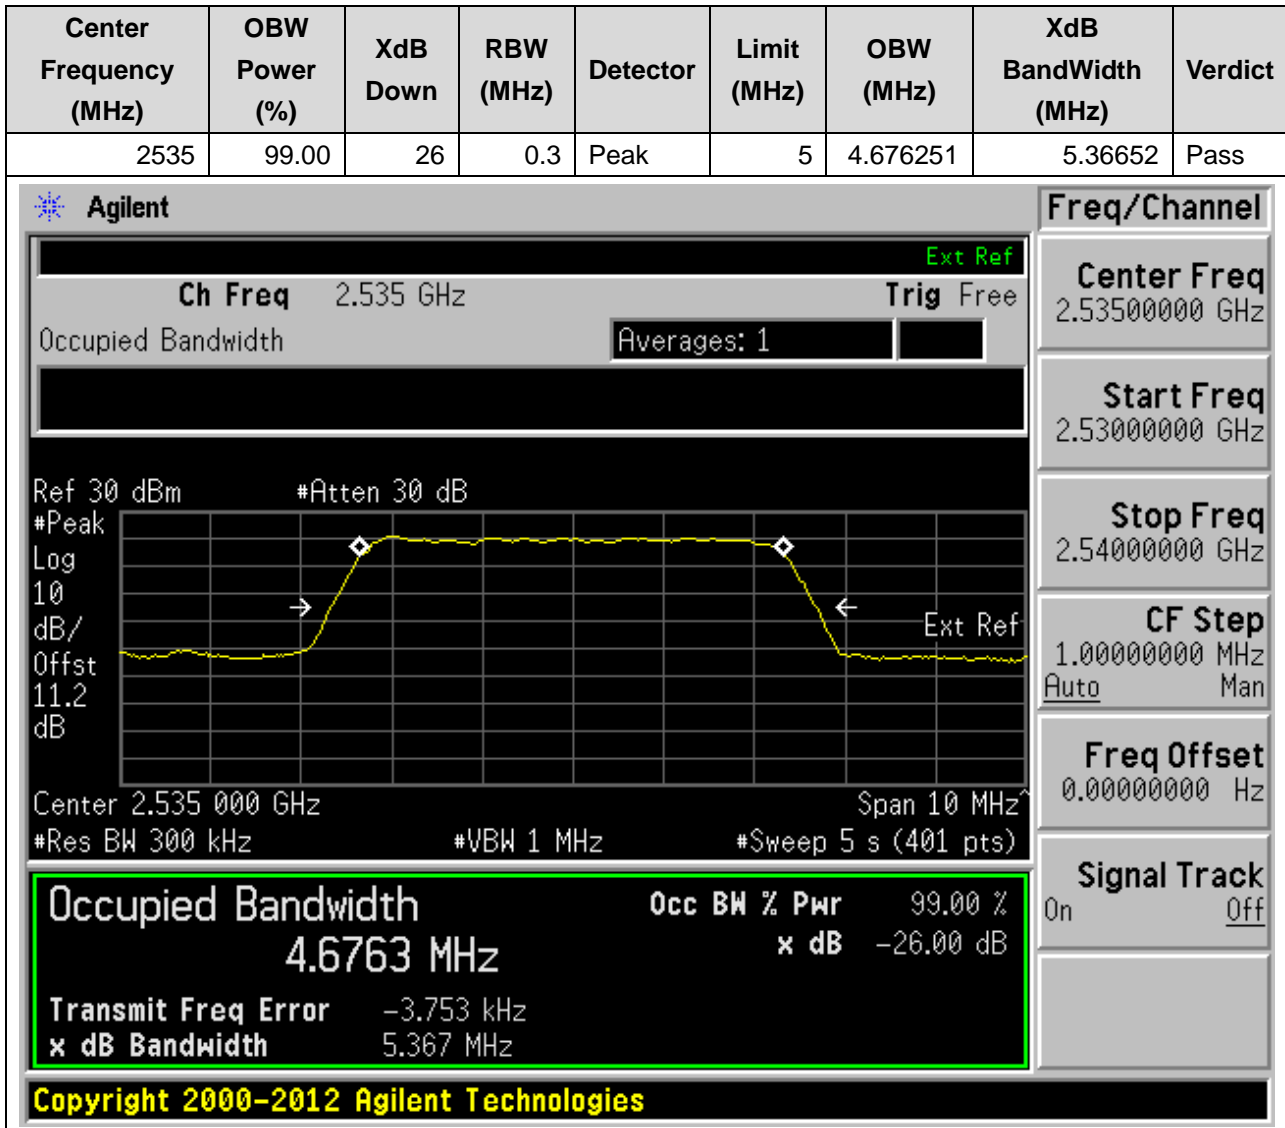 Center Frequency (MHz) OBW Power (%) XdB Down RBW (MHz) Detector Limit (MHz) OBW (MHz) XdB BandWidth (MHz) Verdict
2535 99.00 26 0.3 Peak 5 4.676251 5.36652 Pass
Agilent
Freq/Channel
Ext Ref
Ch Freq 2.535 GHz Trig Free
Occupied Bandwidth Averages: 1
Center Freq
2.53500000 GHz
Start Freq
2.53000000 GHz
Stop Freq
2.54000000 GHz
CF Step
1.00000000 MHz
Auto Man
Freq Offset
0.00000000 Hz
Signal Track
On Off
Ref 30 dBm #Atten 30 dB
#Peak
Log
10
dB/
Offst
11.2
dB
Ext Ref
Center 2.535 000 GHz Span 10 MHz^
#Res BW 300 kHz #VBW 1 MHz #Sweep 5 s (401 pts)
Occupied Bandwidth
4.6763 MHz
Occ BW % Pwr 99.00 %
x dB -26.00 dB
Transmit Freq Error -3.753 kHz
x dB Bandwidth 5.367 MHz
Copyright 2000-2012 Agilent Technologies